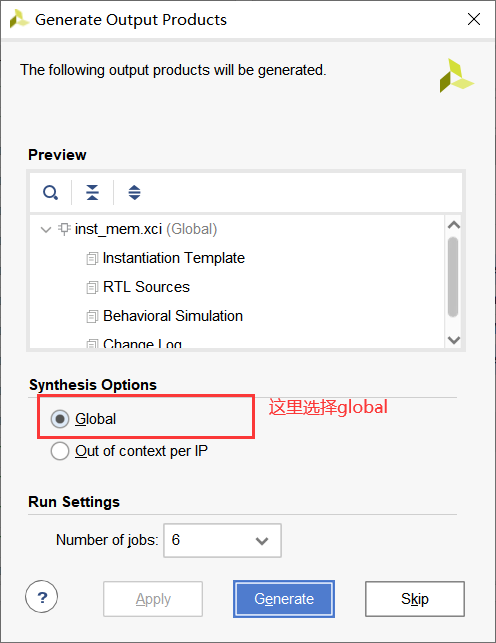 Generate Output Products
The following output products will be generated.
Preview
inst_mem.xci (Global)
Instantiation Template
RTL Sources
Behavioral Simulation
Change Log
Synthesis Options
Global
这里选择global
Out of context per IP
Run Settings
Number of jobs: 6
? Apply Generate Skip